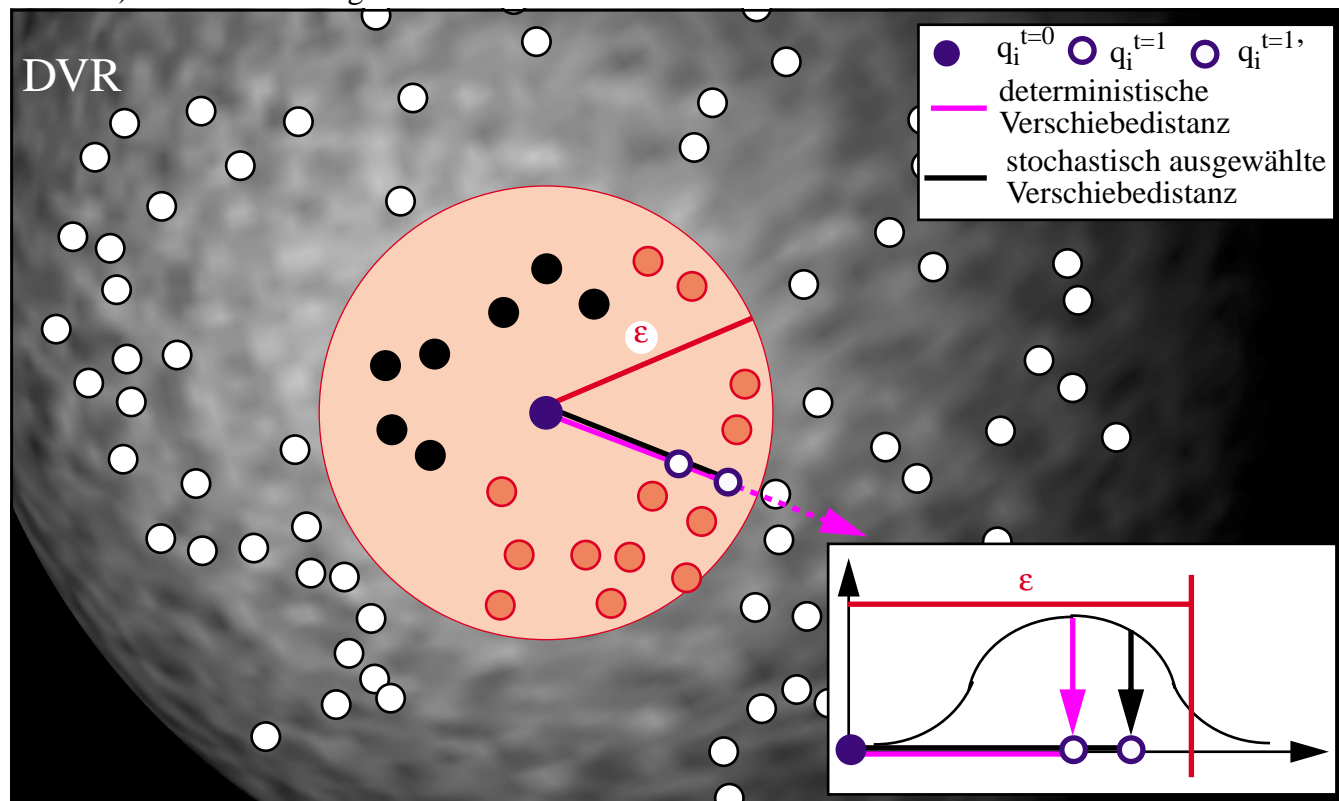 DVR
q_i^t=0 q_i^t=1 q_i^t=1'
deterministische
Verschiebedistanz
stochastisch ausgewählte
Verschiebedistanz
ε
ε